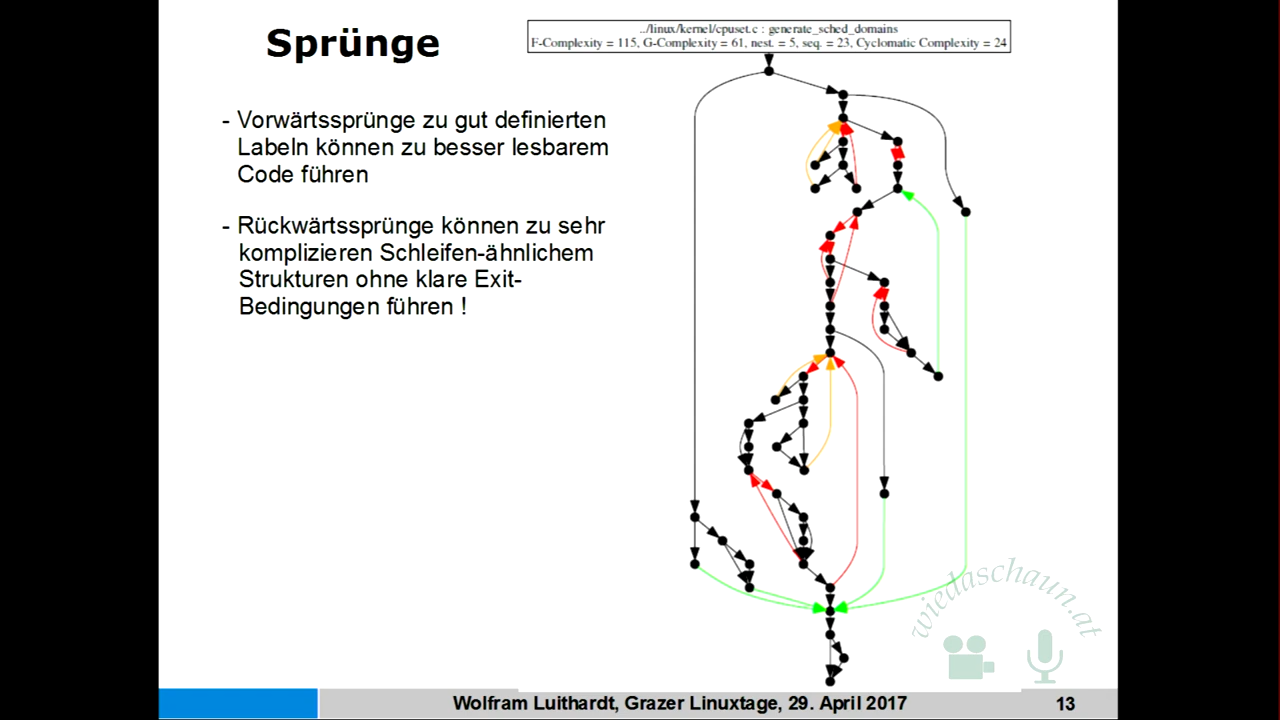 Sprünge
../linux/kernel/cpuset.c : generate_sched_domains
F-Complexity = 115, G-Complexity = 61, nest. = 5, seq. = 23, Cyclomatic Complexity = 24
- Vorwärtssprünge zu gut definierten
Labeln können zu besser lesbarem
Code führen
- Rückwärtssprünge können zu sehr
komplizieren Schleifen-ähnlichem
Strukturen ohne klare Exit-
Bedingungen führen !
wiedaschaun.at
Wolfram Luithardt, Grazer Linuxtage, 29. April 2017
13